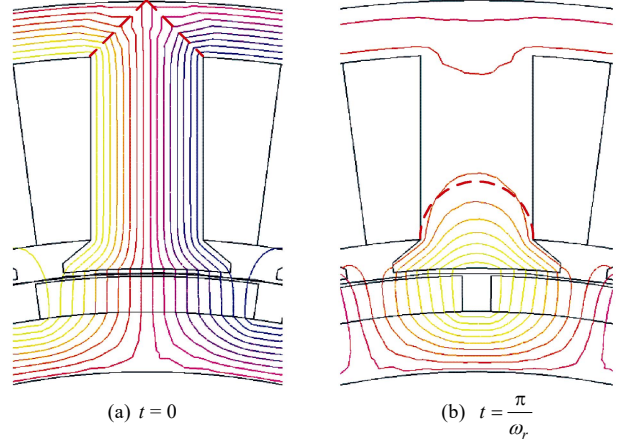 (a) t = 0
(b) t = π/ω_r